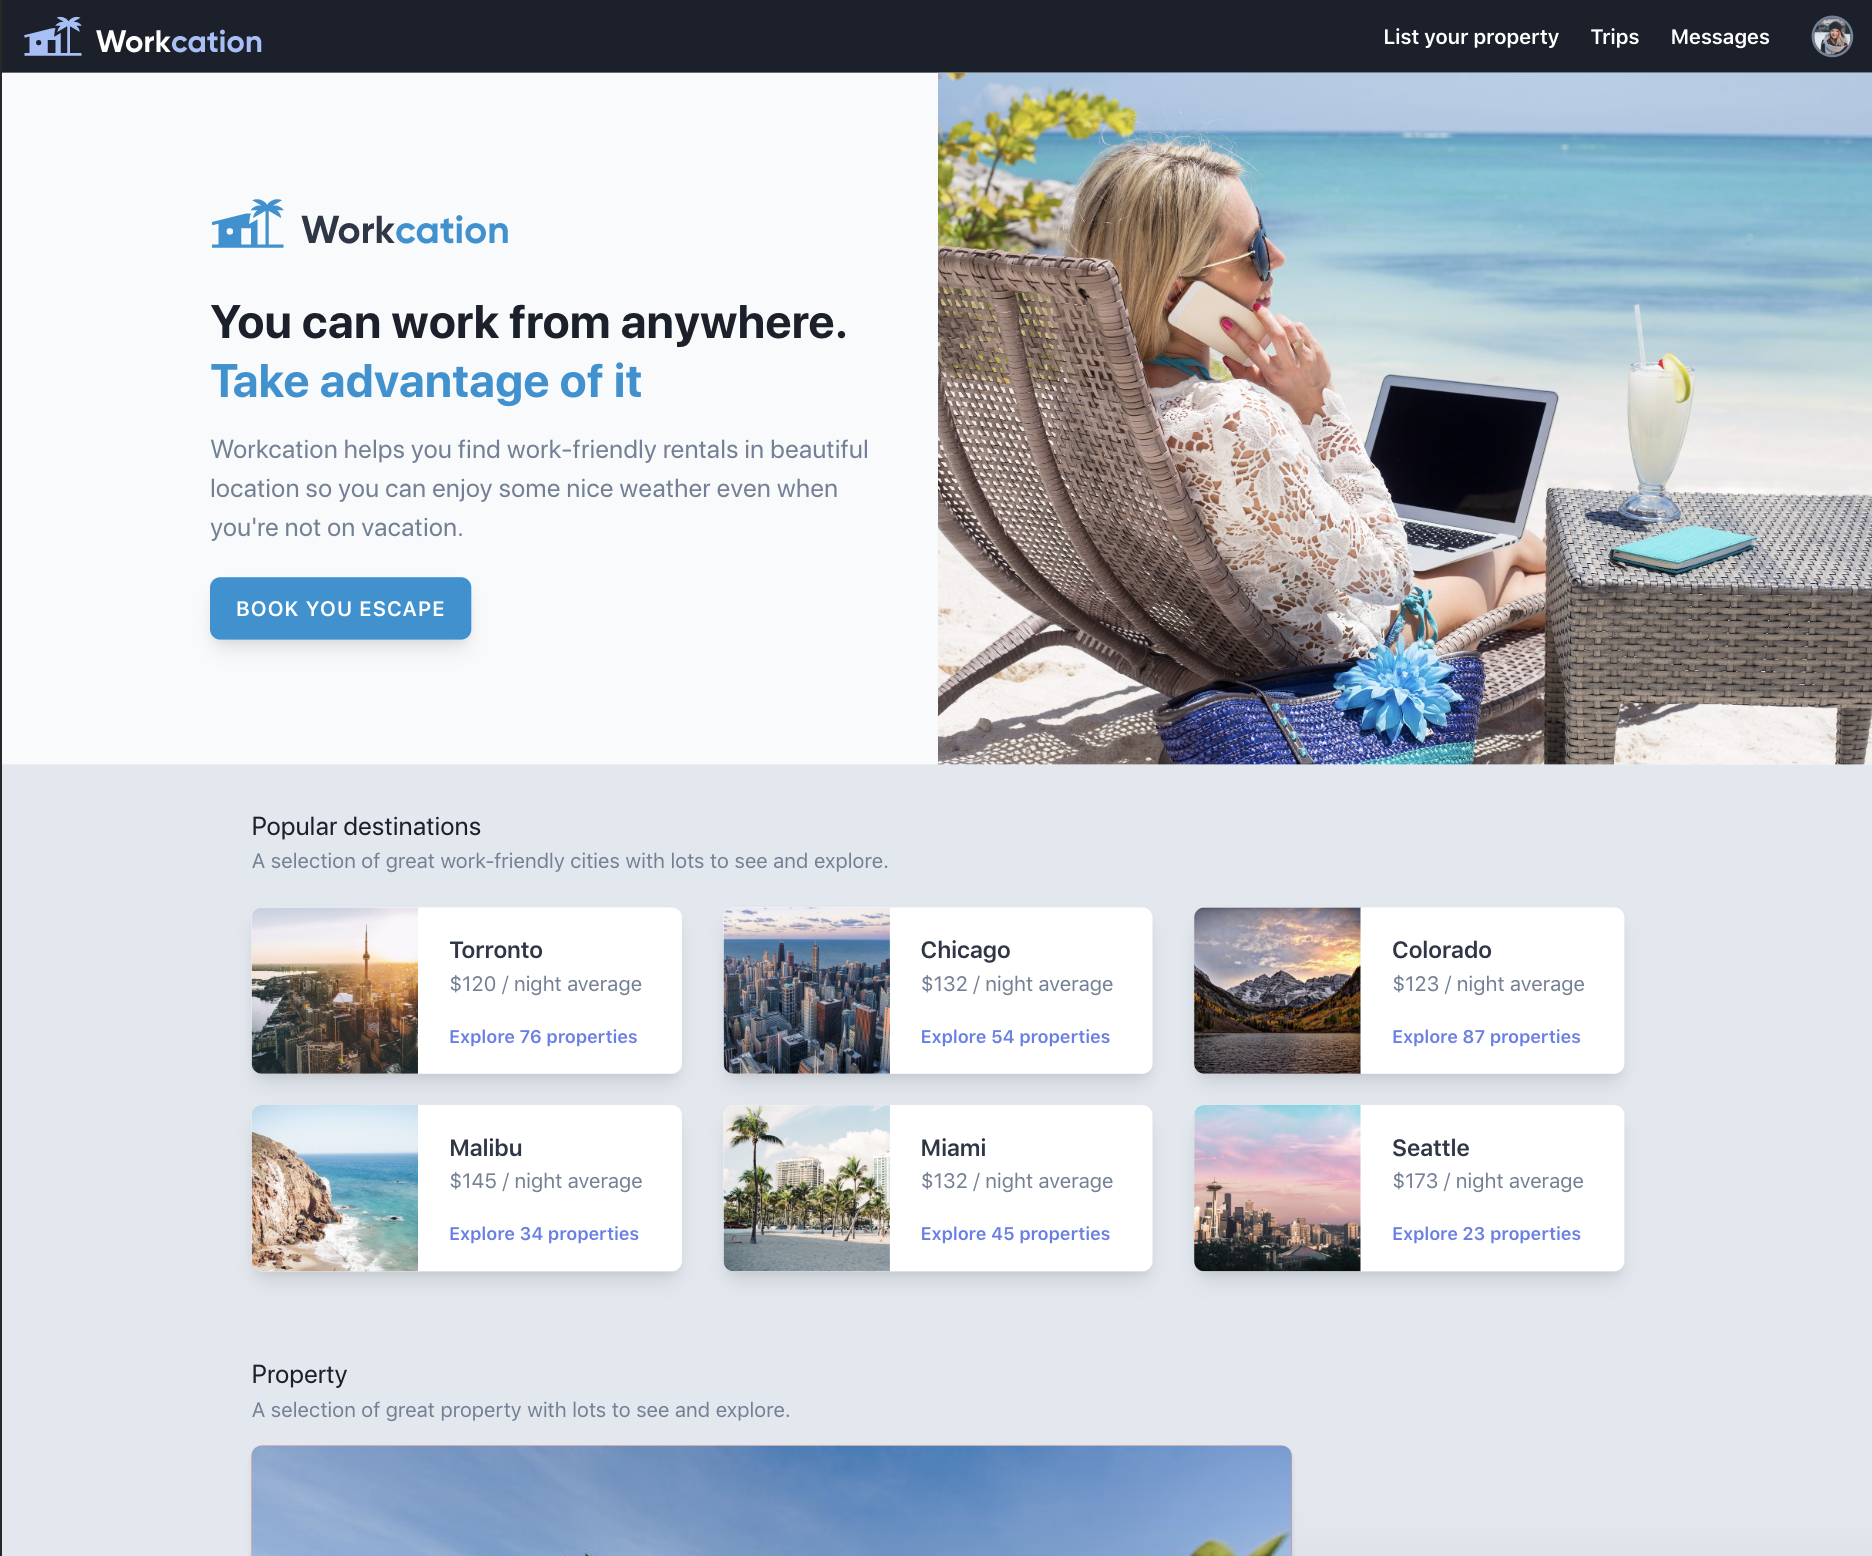 Workcation
List your property
Trips
Messages
Workcation
You can work from anywhere.
Take advantage of it
Workcation helps you find work-friendly rentals in beautiful
location so you can enjoy some nice weather even when
you're not on vacation.
BOOK YOU ESCAPE
Popular destinations
A selection of great work-friendly cities with lots to see and explore.
Torronto
$120 / night average
Explore 76 properties
Chicago
$132 / night average
Explore 54 properties
Colorado
$123 / night average
Explore 87 properties
Malibu
$145 / night average
Explore 34 properties
Miami
$132 / night average
Explore 45 properties
Seattle
$173 / night average
Explore 23 properties
Property
A selection of great property with lots to see and explore.